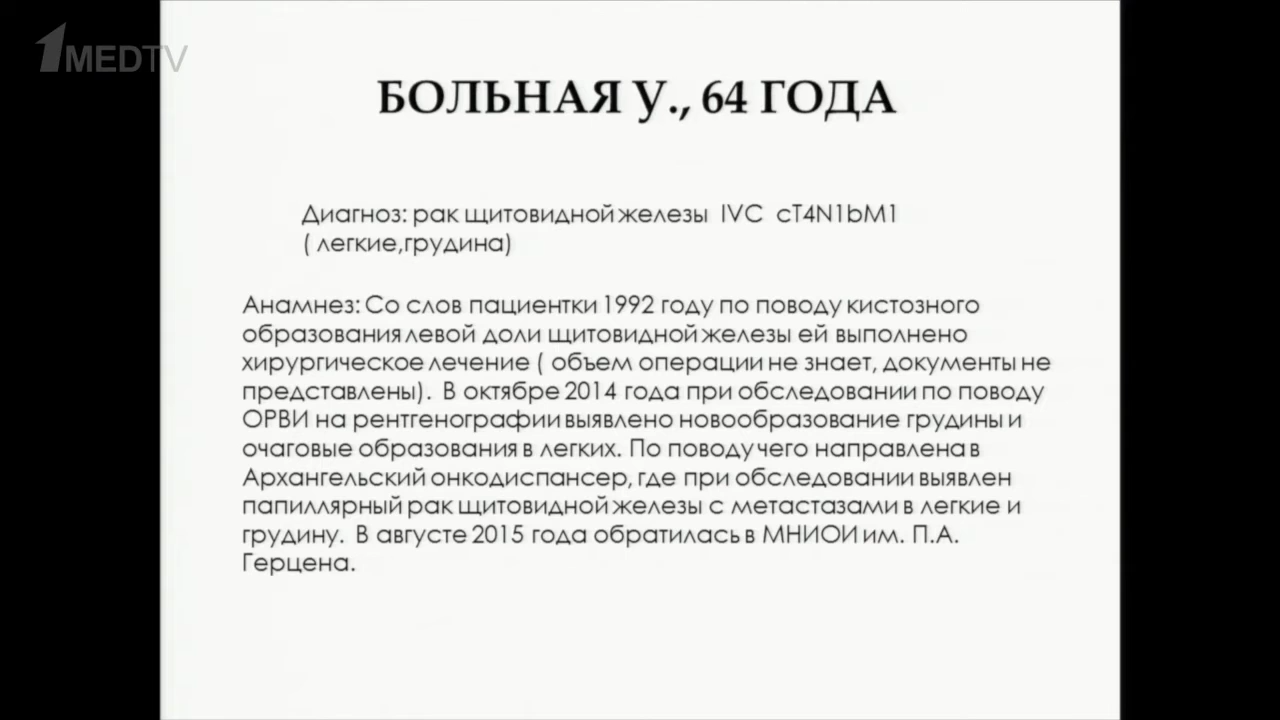 1MEDTV
БОЛЬНАЯ У., 64 ГОДА
Диагноз: рак щитовидной железы IVC cT4N1bM1
( легкие,грудина)
Анамнез: Со слов пациентки 1992 году по поводу кистозного
образования левой доли щитовидной железы ей выполнено
хирургическое лечение ( объем операции не знает, документы не
представлены). В октябре 2014 года при обследовании по поводу
ОРВИ на рентгенографии выявлено новообразование грудины и
очаговые образования в легких. По поводу чего направлена в
Архангельский онкодиспансер, где при обследовании выявлен
папиллярный рак щитовидной железы с метастазами в легкие и
грудину. В августе 2015 года обратилась в МНИОИ им. П.А.
Герцена.